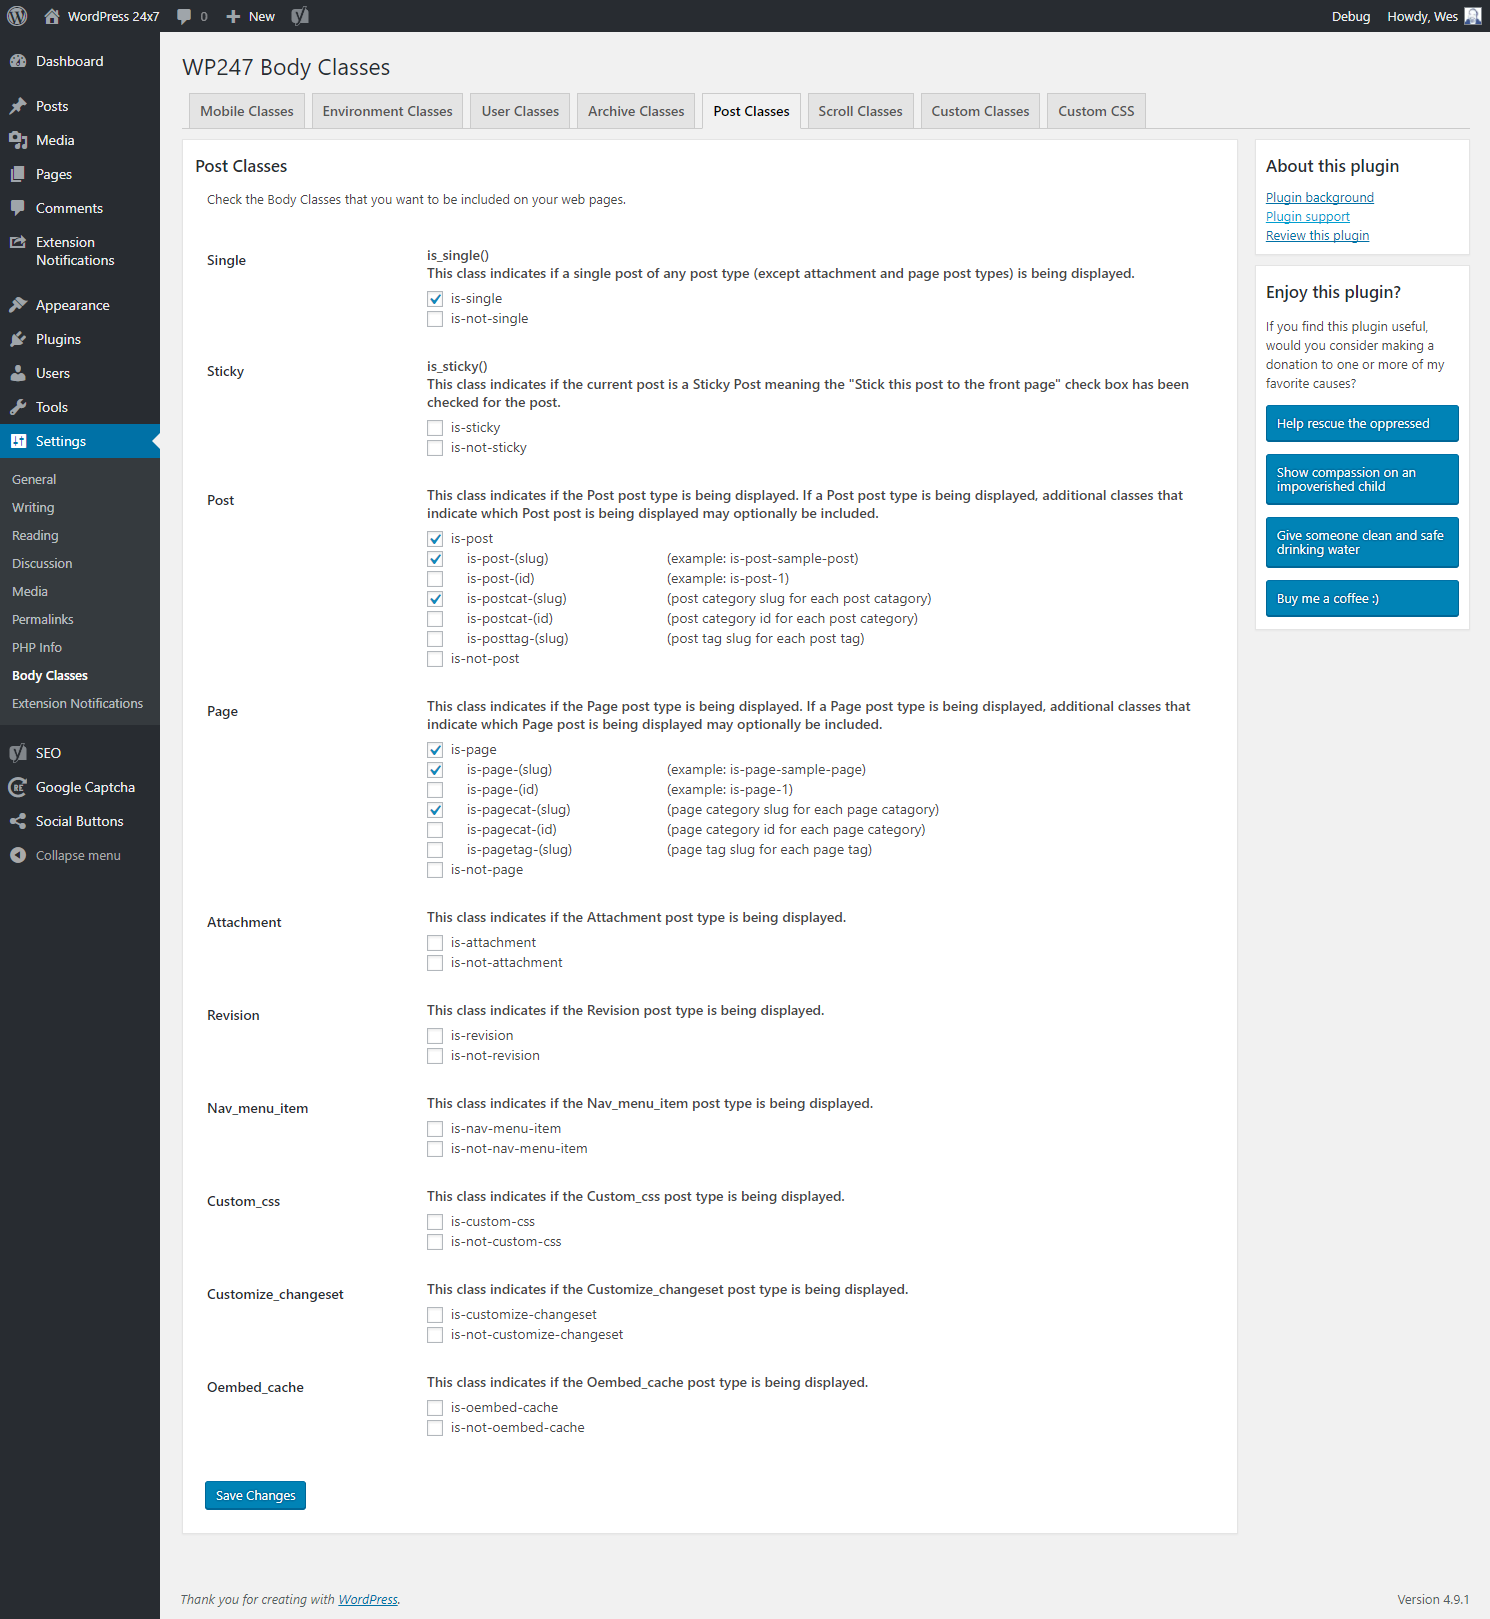 WordPress 24x7
0
New
Debug
Howdy, Wes
Dashboard
Posts
Media
Pages
Comments
Extension
Notifications
Appearance
Plugins
Users
Tools
Settings
General
Writing
Reading
Discussion
Media
Permalinks
PHP Info
Body Classes
Extension Notifications
SEO
Google Captcha
Social Buttons
Collapse menu
WP247 Body Classes
Mobile Classes
Environment Classes
User Classes
Archive Classes
Post Classes
Scroll Classes
Custom Classes
Custom CSS
Post Classes
Check the Body Classes that you want to be included on your web pages.
Single
is_single()
This class indicates if a single post of any post type (except attachment and page post types) is being displayed.
is-single
is-not-single
Sticky
is_sticky()
This class indicates if the current post is a Sticky Post meaning the "Stick this post to the front page" check box has been
checked for the post.
is-sticky
is-not-sticky
Post
This class indicates if the Post post type is being displayed. If a Post post type is being displayed, additional classes that
indicate which Post post is being displayed may optionally be included.
is-post
is-post-(slug) (example: is-post-sample-post)
is-post-(id) (example: is-post-1)
is-postcat-(slug) (post category slug for each post catagory)
is-postcat-(id) (post category id for each post category)
is-posttag-(slug) (post tag slug for each post tag)
is-not-post
Page
This class indicates if the Page post type is being displayed. If a Page post type is being displayed, additional classes that
indicate which Page post is being displayed may optionally be included.
is-page
is-page-(slug) (example: is-page-sample-page)
is-page-(id) (example: is-page-1)
is-pagecat-(slug) (page category slug for each page catagory)
is-pagecat-(id) (page category id for each page category)
is-pagetag-(slug) (page tag slug for each page tag)
is-not-page
Attachment
This class indicates if the Attachment post type is being displayed.
is-attachment
is-not-attachment
Revision
This class indicates if the Revision post type is being displayed.
is-revision
is-not-revision
Nav_menu_item
This class indicates if the Nav_menu_item post type is being displayed.
is-nav-menu-item
is-not-nav-menu-item
Custom_css
This class indicates if the Custom_css post type is being displayed.
is-custom-css
is-not-custom-css
Customize_changeset
This class indicates if the Customize_changeset post type is being displayed.
is-customize-changeset
is-not-customize-changeset
Oembed_cache
This class indicates if the Oembed_cache post type is being displayed.
is-oembed-cache
is-not-oembed-cache
Save Changes
About this plugin
Plugin background
Plugin support
Review this plugin
Enjoy this plugin?
If you find this plugin useful,
would you consider making a
donation to one or more of my
favorite causes?
Help rescue the oppressed
Show compassion on an
impoverished child
Give someone clean and safe
drinking water
Buy me a coffee :)
Thank you for creating with WordPress.
Version 4.9.1